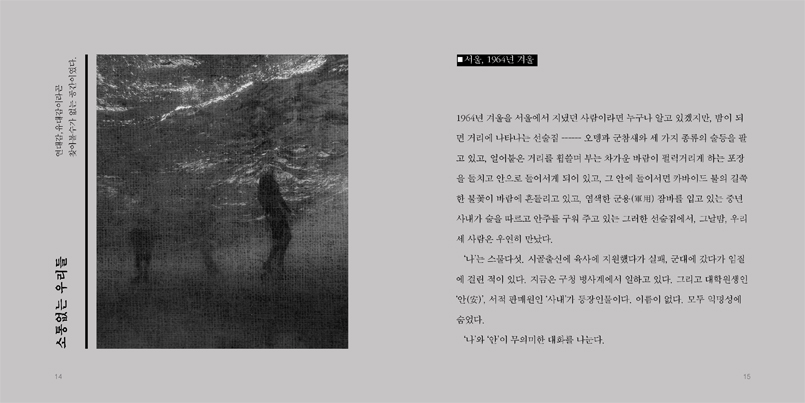 연대감,유대감이라곤
찾아볼수가 없는 공간이었다.
소통없는 우리들
14
■서울, 1964년 겨울
1964년 겨울을 서울에서 지냈던 사람이라면 누구나 알고 있겠지만, 밤이 되
면 거리에 나타나는 선술집 ------ 오뎅과 군참새와 세 가지 종류의 술등을 팔
고 있고, 얼어붙은 거리를 휩쓸며 부는 차가운 바람이 펄럭거리게 하는 포장
을 들치고 안으로 들어서게 되어 있고, 그 안에 들어서면 카바이드 불의 길쭉
한 불꽃이 바람에 흔들리고 있고, 염색한 군용(軍用) 잠바를 입고 있는 중년
사내가 술을 따르고 안주를 구워 주고 있는 그러한 선술집에서, 그날밤, 우리
세 사람은 우연히 만났다.
‘나’는 스물다섯. 시골출신에 육사에 지원했다가 실패, 군대에 갔다가 임질
에 걸린 적이 있다. 지금은 구청 병사계에서 일하고 있다. 그리고 대학원생인
‘안(安)’, 서적 판매원인 ‘사내’가 등장인물이다. 이름이 없다. 모두 익명성에
숨었다.
‘나’와 ‘안’이 무의미한 대화를 나눈다.
15